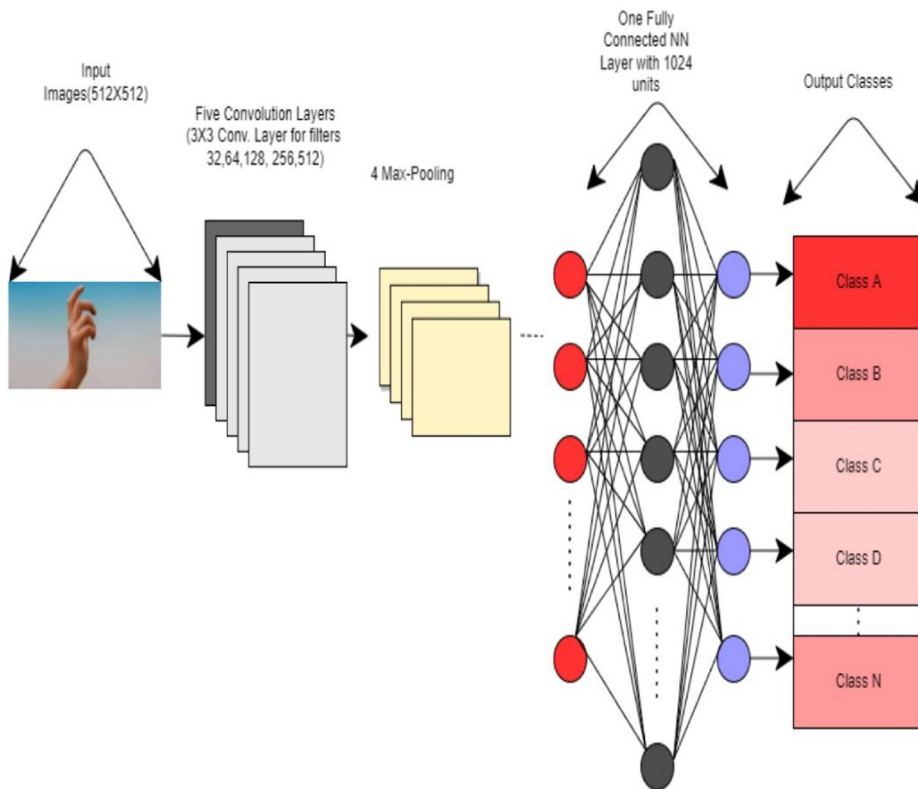 Input
Images(512X512)
Five Convolution Layers
(3X3 Conv. Layer for filters
32,64,128, 256,512)
4 Max-Pooling
One Fully
Connected NN
Layer with 1024
units
Output Classes
Class A
Class B
Class C
Class D
Class N